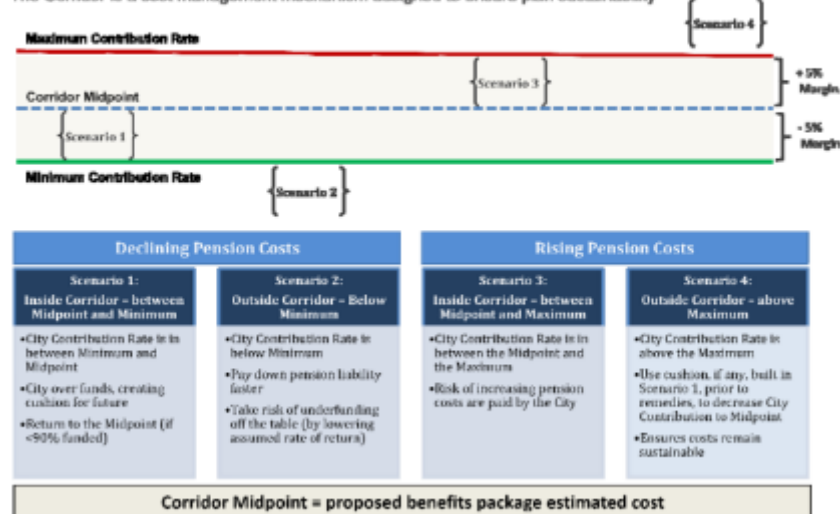 The Corridor is a cost management mechanism designed to ensure plan sustainability
Scenario 4
Maximum Contribution Rate
Scenario 3
+ 5%
Margin
Corridor Midpoint
Scenario 1
- 5%
Margin
Minimum Contribution Rate
Scenario 2
Declining Pension Costs
Scenario 1:
Inside Corridor – between
Midpoint and Minimum
•City Contribution Rate is in
between Minimum and
Midpoint
•City over funds, creating
cushion for future
•Return to the Midpoint (if
<90% funded)
Scenario 2:
Outside Corridor – Below
Minimum
•City Contribution Rate is
below Minimum
•Pay down pension liability
faster
•Take risk of underfunding
off the table (by lowering
assumed rate of return)
Rising Pension Costs
Scenario 3:
Inside Corridor – between
Midpoint and Maximum
•City Contribution Rate is in
between the Midpoint and
the Maximum
•Risk of increasing pension
costs are paid by the City
Scenario 4:
Outside Corridor – above
Maximum
•City Contribution Rate is
above the Maximum
•Use cushion, if any, built in
Scenario 1, prior to
remedies, to decrease City
Contribution to Midpoint
•Ensures costs remain
sustainable
Corridor Midpoint = proposed benefits package estimated cost